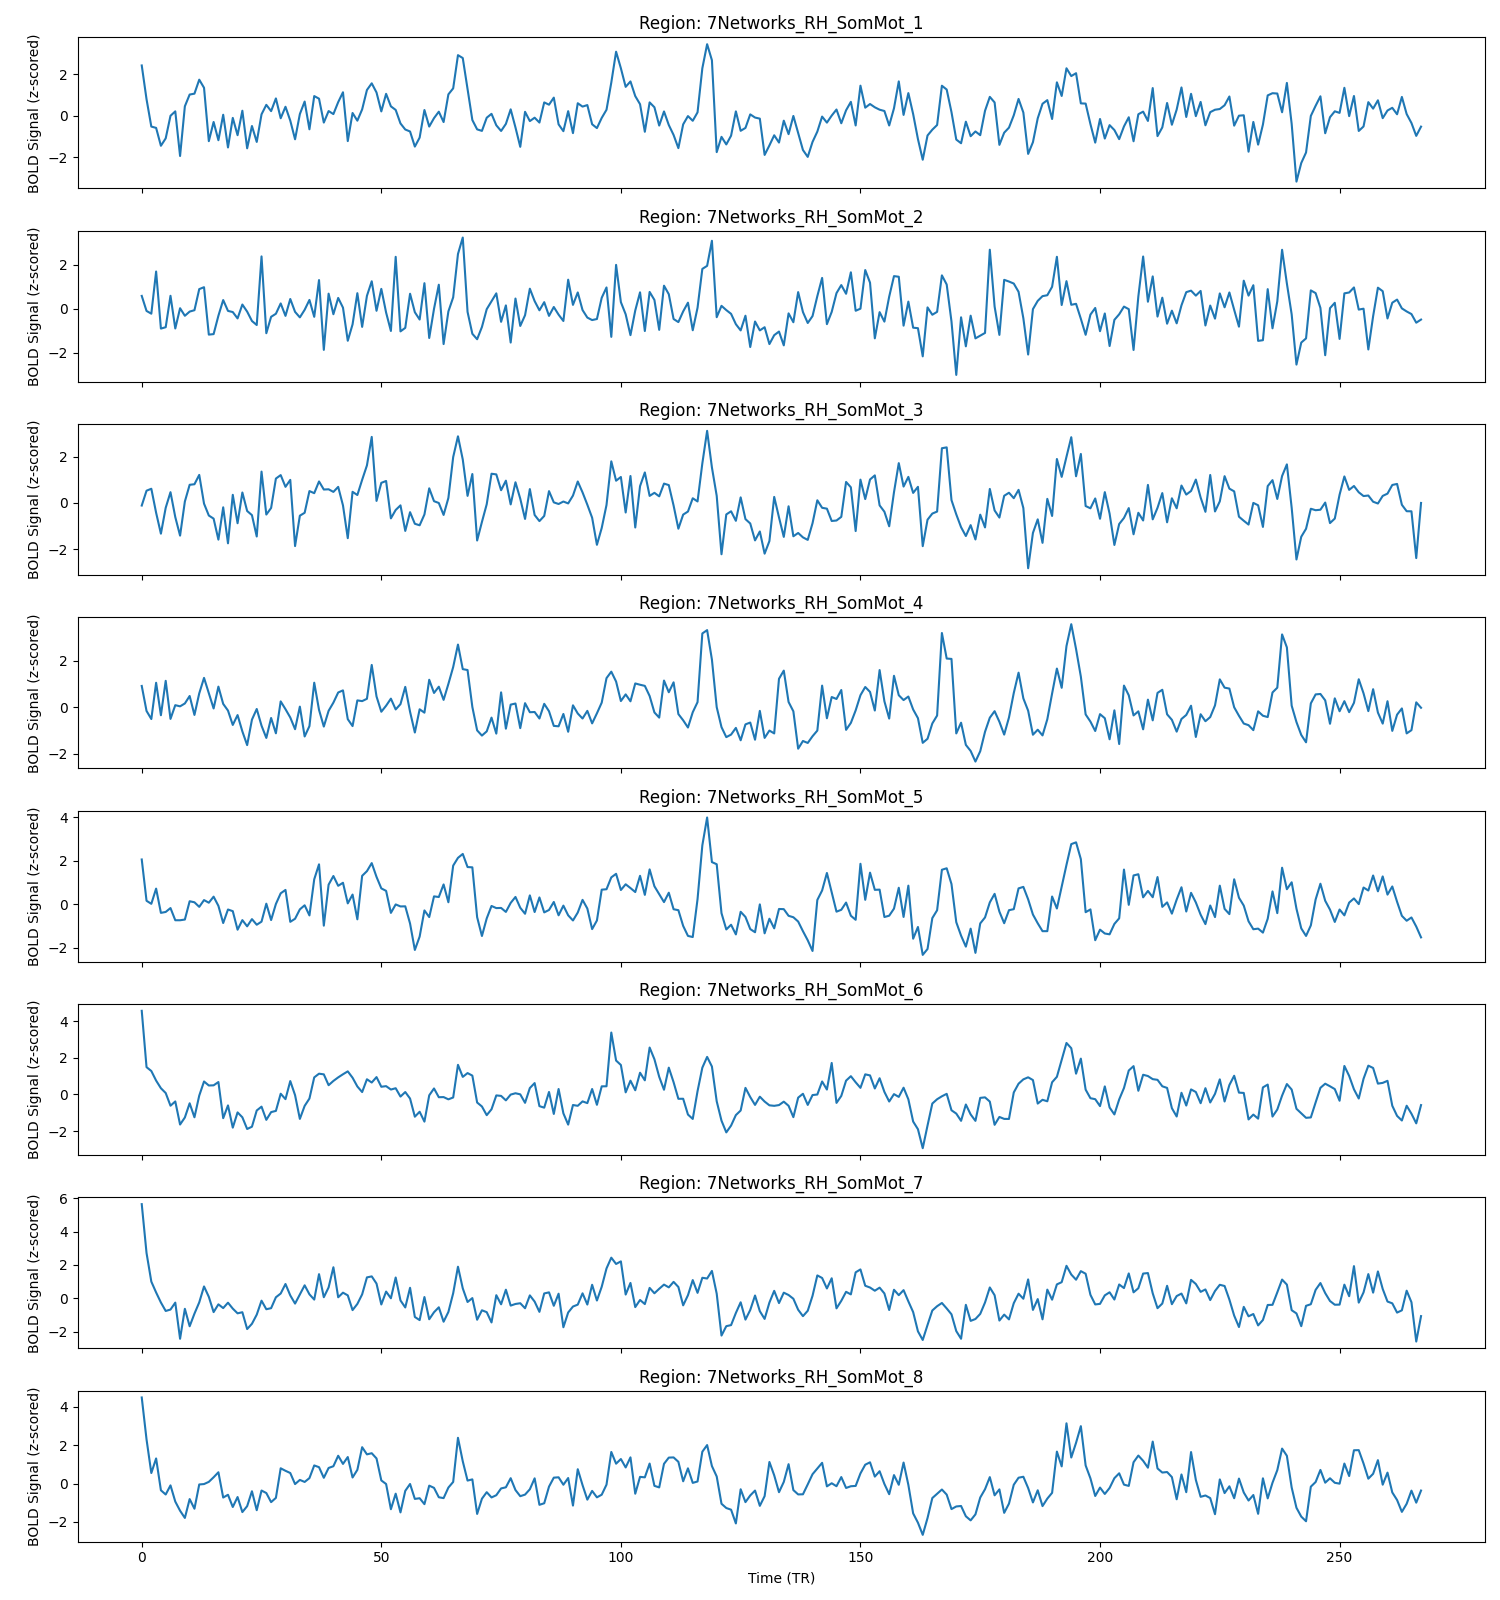 Region: 7Networks_RH_SomMot_1
BOLD Signal (z-scored)
2
0
−2
Region: 7Networks_RH_SomMot_2
BOLD Signal (z-scored)
2
0
−2
Region: 7Networks_RH_SomMot_3
BOLD Signal (z-scored)
2
0
−2
Region: 7Networks_RH_SomMot_4
BOLD Signal (z-scored)
2
0
−2
Region: 7Networks_RH_SomMot_5
BOLD Signal (z-scored)
4
2
0
−2
Region: 7Networks_RH_SomMot_6
BOLD Signal (z-scored)
4
2
0
−2
Region: 7Networks_RH_SomMot_7
BOLD Signal (z-scored)
6
4
2
0
−2
Region: 7Networks_RH_SomMot_8
BOLD Signal (z-scored)
4
2
0
−2
0 50 100 150 200 250
Time (TR)